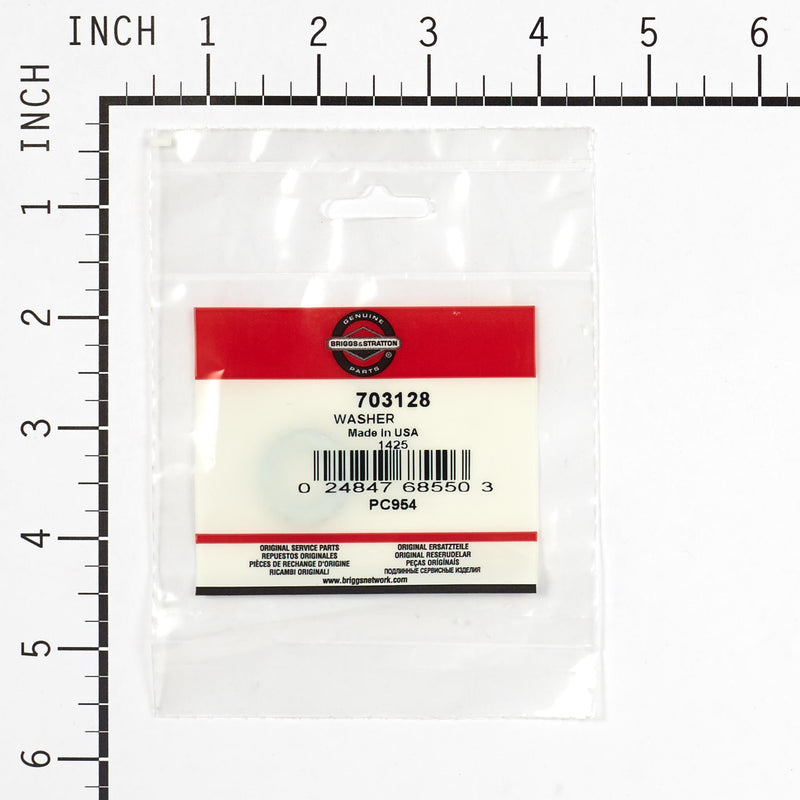 INCH 1 2 3 4 5 6
INCH
1
2
3
4
5
6
GENUINE
BRIGGS & STRATTON
®
PARTS
703128
WASHER
Made In USA
1425
0 24847 68550 3
PC954
ORIGINAL SERVICE PARTS
REPUESTOS ORIGINALES
PIÈCES DE RECHANGE D'ORIGINE
RICAMBI ORIGINALI
ORIGINAL ERSATZTEILE
ORIGINAL RESERUDELAR
PEÇAS ORIGÍNAIS
ПОДЛИННЫЕ СЕРВИСНЫЕ ИЗДЕЛИЯ
www.briggsnetwork.com